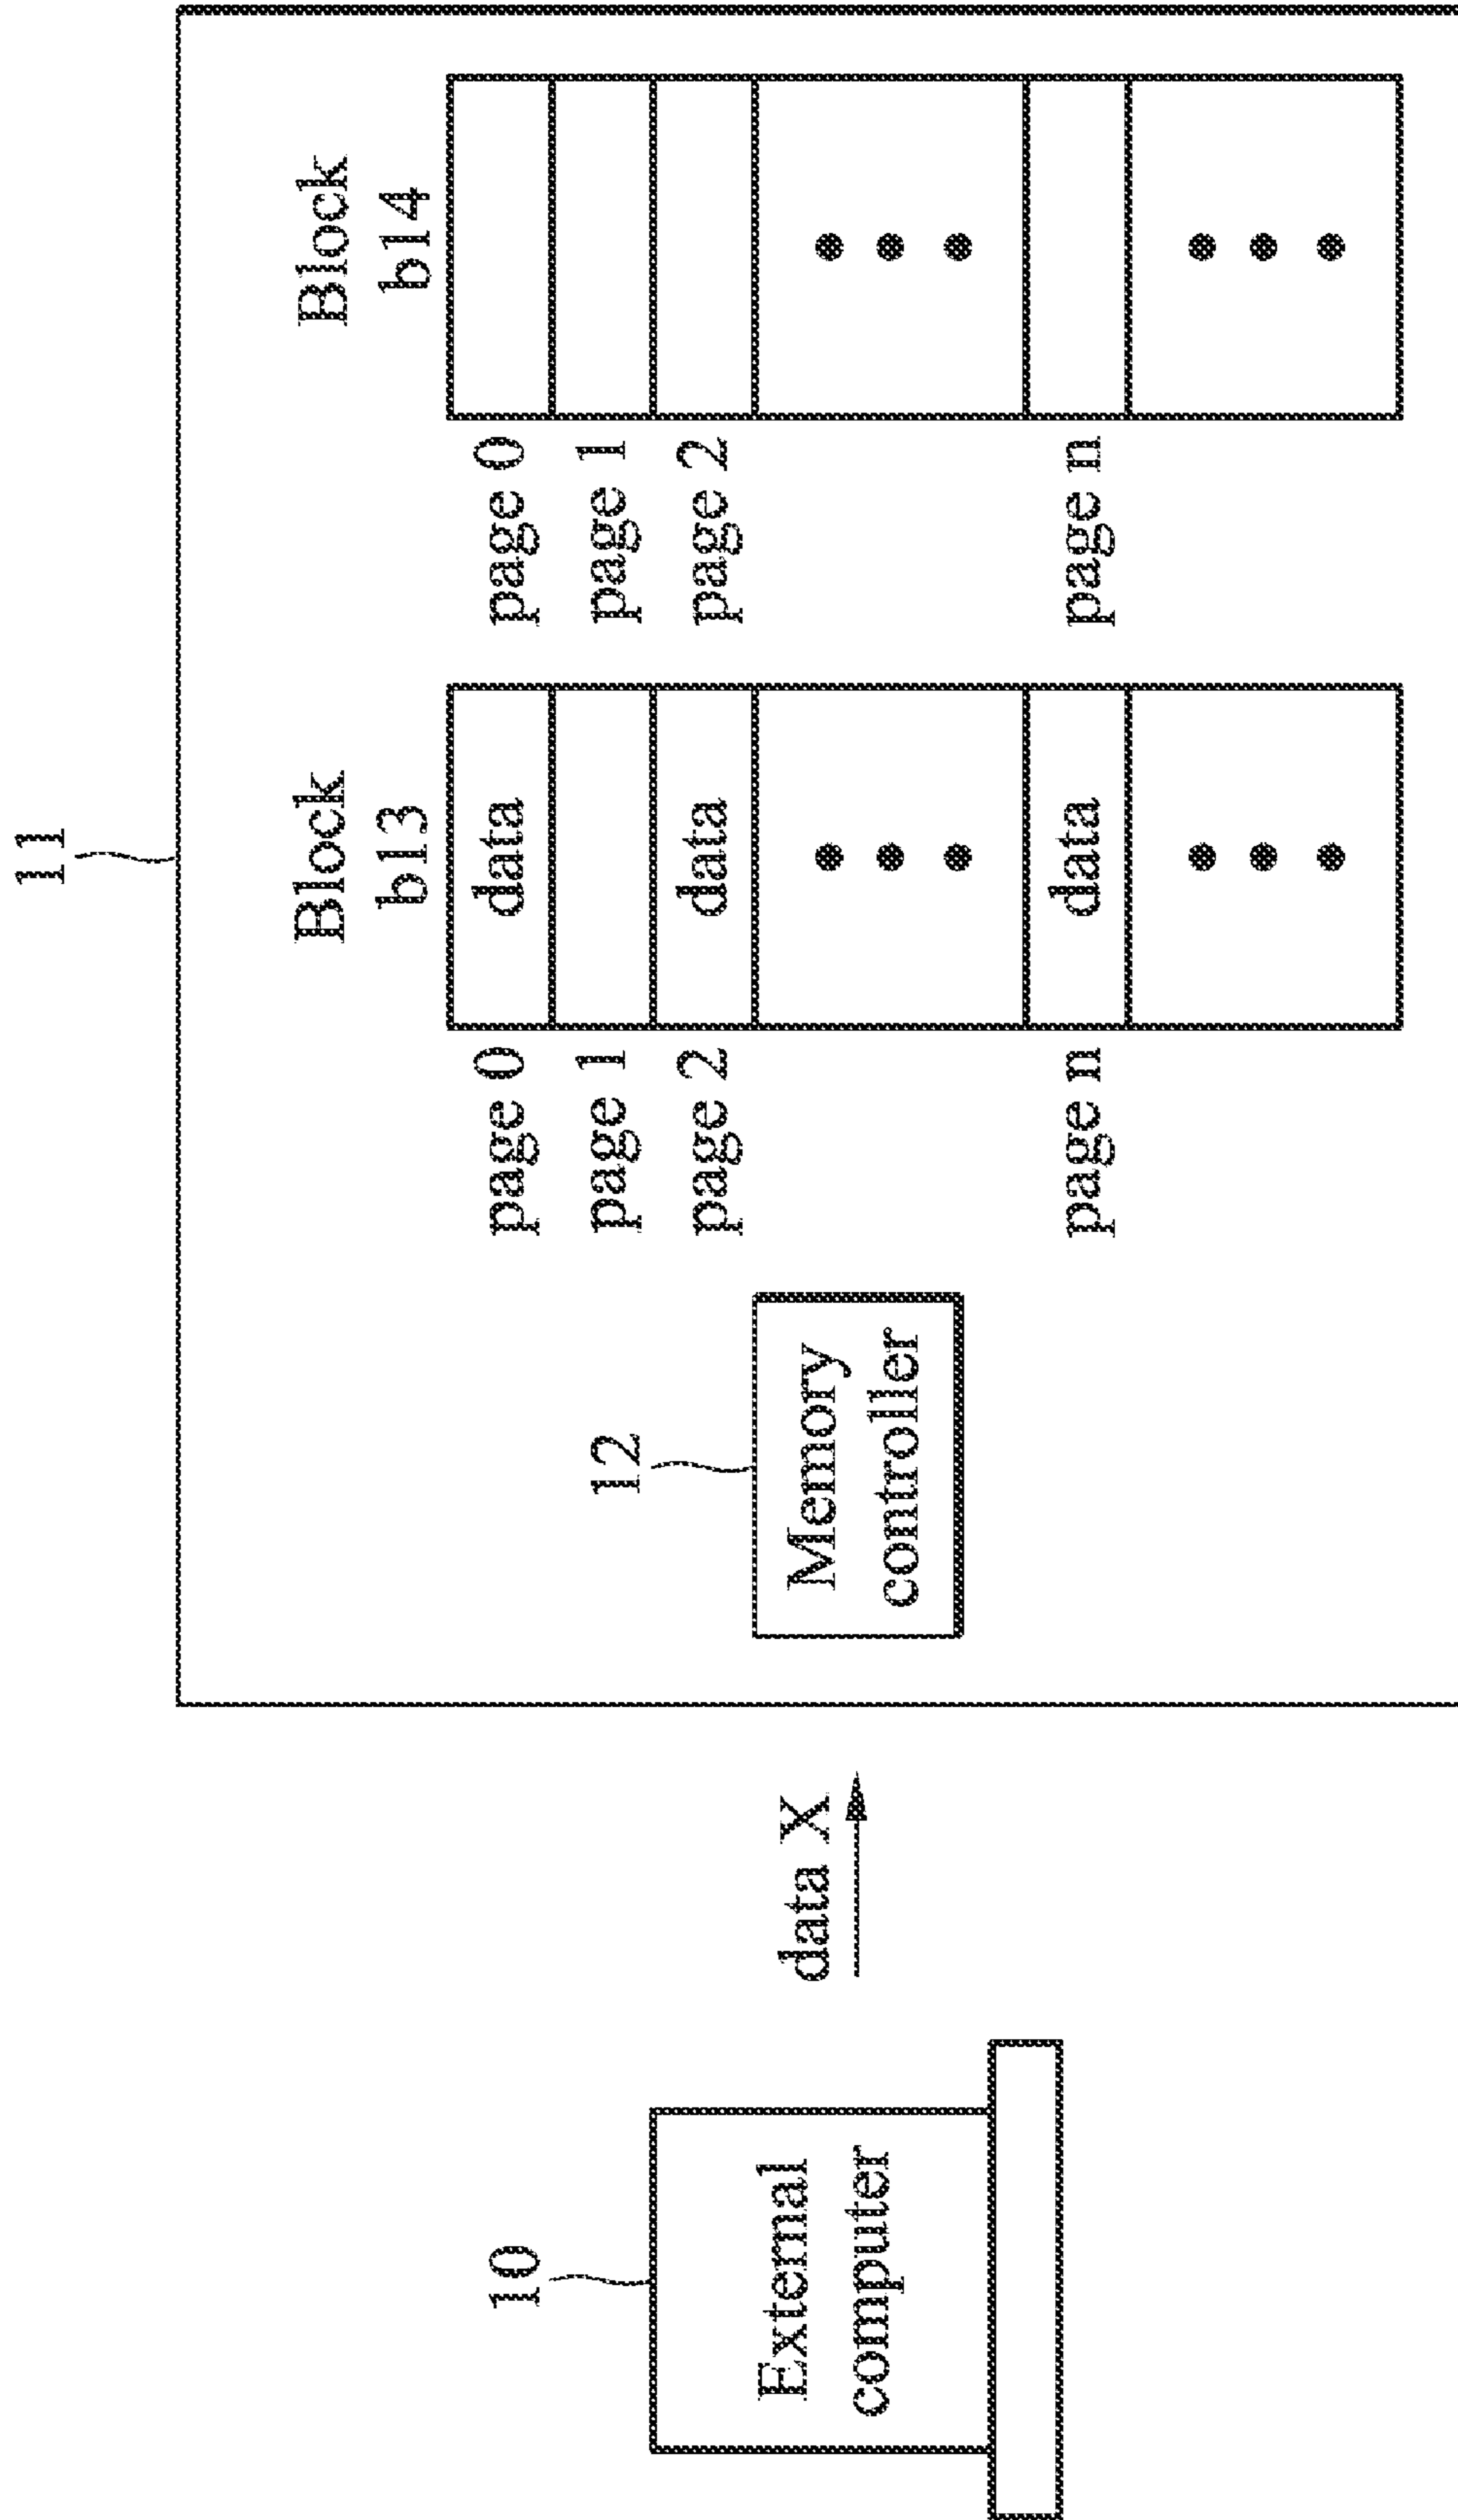 11
Block
b13
Block
b14
page 0
data
page 0
page 1
page 1
page 2
data
page 2
page n
data
page n
12
Memory
controller
data X
10
External
computer